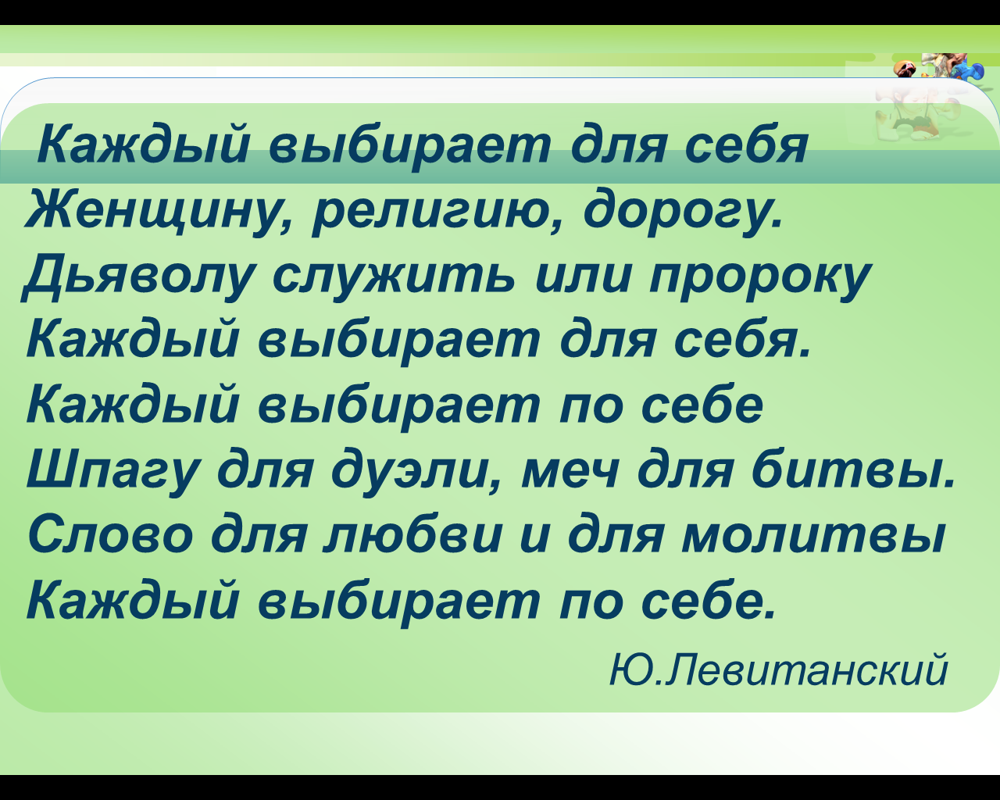 Каждый выбирает для себя
Женщину, религию, дорогу.
Дьяволу служить или пророку
Каждый выбирает для себя.
Каждый выбирает по себе
Шпагу для дуэли, меч для битвы.
Слово для любви и для молитвы
Каждый выбирает по себе.
Ю.Левитанский